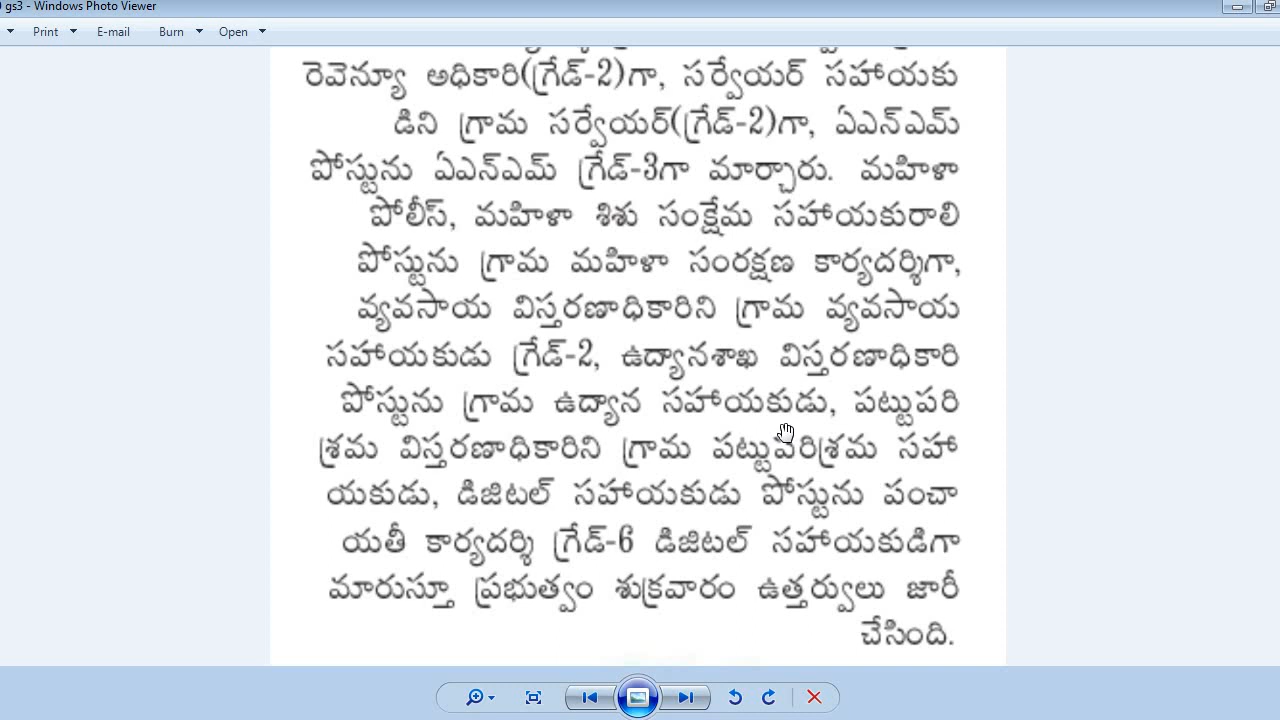 gs3 - Windows Photo Viewer
Print E-mail Burn Open
రెవెన్యూ అధికారి(గ్రేడ్-2)గా, సర్వేయర్ సహాయకు
డిని గ్రామ సర్వేయర్(గ్రేడ్-2)గా, ఏఎన్ఎమ్
పోస్టును ఏఎన్ఎమ్ గ్రేడ్-3గా మార్చారు. మహిళా
పోలీస్, మహిళా శిశు సంక్షేమ సహాయకురాలి
పోస్టును గ్రామ మహిళా సంరక్షణ కార్యదర్శిగా,
వ్యవసాయ విస్తరణాధికారిని గ్రామ వ్యవసాయ
సహాయకుడు గ్రేడ్-2, ఉద్యానశాఖ విస్తరణాధికారి
పోస్టును గ్రామ ఉద్యాన సహాయకుడు, పట్టుపరి
శ్రమ విస్తరణాధికారిని గ్రామ పట్టుపరిశ్రమ సహా
యకుడు, డిజిటల్ సహాయకుడు పోస్టును పంచా
యతీ కార్యదర్శి గ్రేడ్-6 డిజిటల్ సహాయకుడిగా
మారుస్తూ ప్రభుత్వం శుక్రవారం ఉత్తర్వులు జారీ
చేసింది.